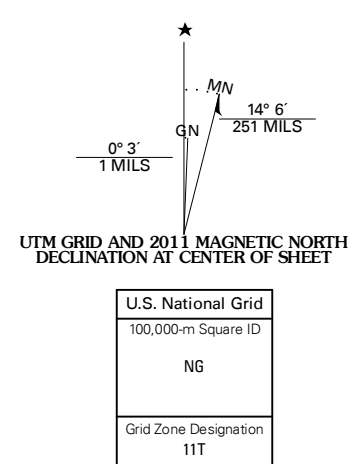 ★
MN
GN
14° 6´
251 MILS
0° 3´
1 MILS
UTM GRID AND 2011 MAGNETIC NORTH
DECLINATION AT CENTER OF SHEET
U.S. National Grid
100,000-m Square ID
NG
Grid Zone Designation
11T